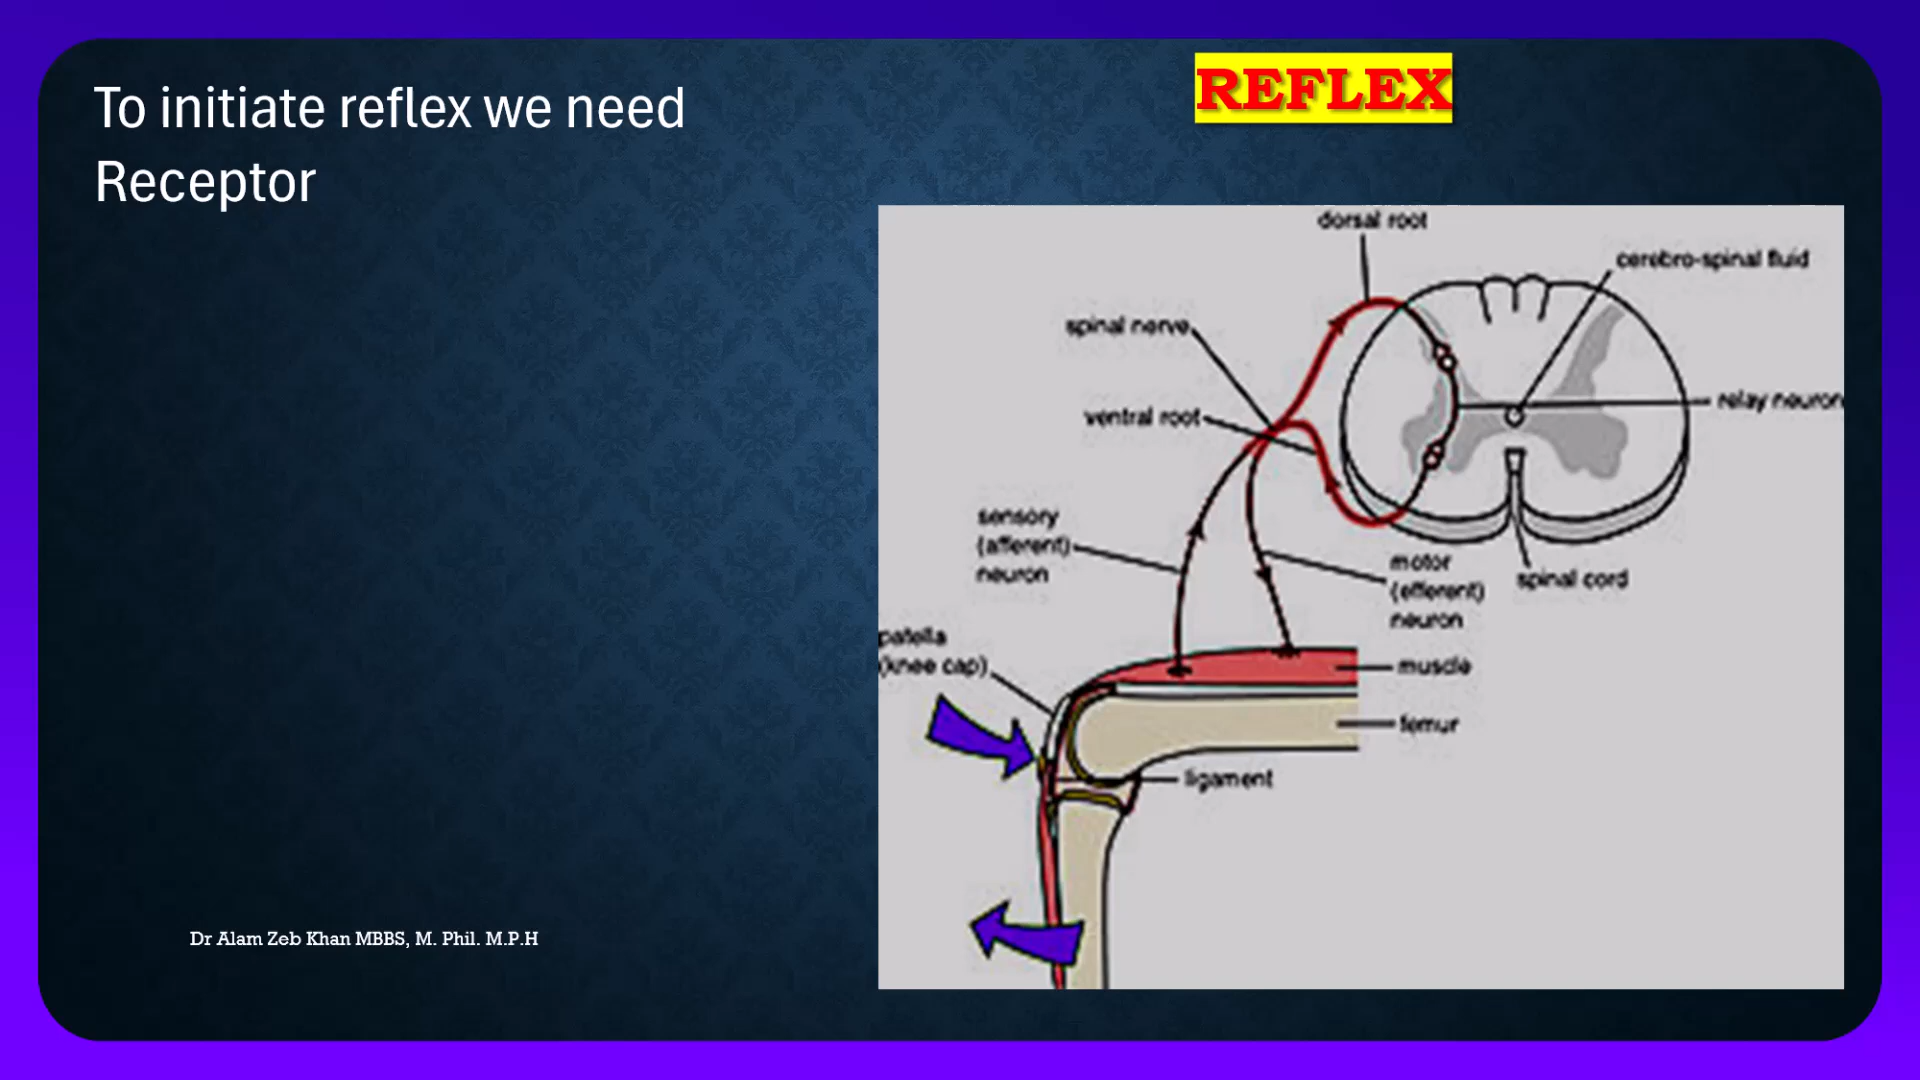 To initiate reflex we need
Receptor
REFLEX
dorsal root
cerebro-spinal fluid
spinal nerve
relay neuron
ventral root
sensory
(afferent)
neuron
motor
(efferent)
neuron
spinal cord
patella
(knee cap)
muscle
femur
ligament
Dr Alam Zeb Khan MBBS, M. Phil. M.P.H